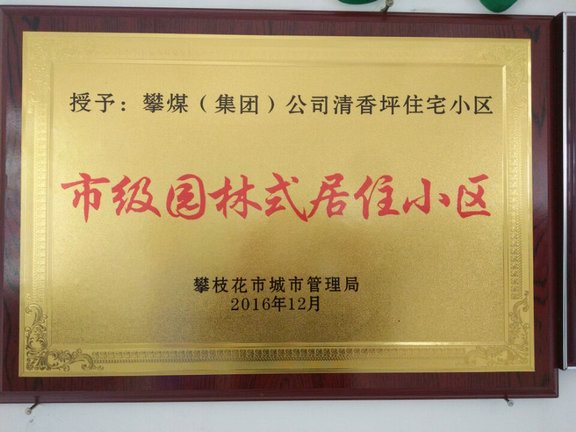 授予：攀煤（集团）公司清香坪住宅小区
市级园林式居住小区
攀枝花市城市管理局
2016年12月